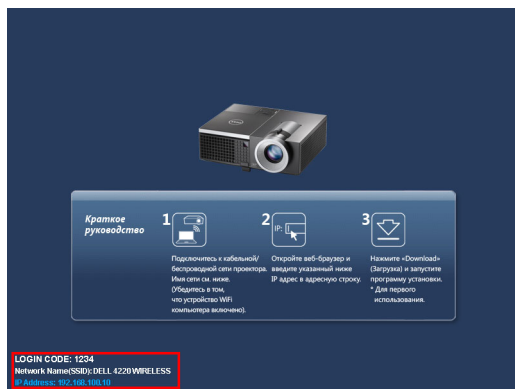 Краткое
руководство
1
Подключитесь к кабельной/
беспроводной сети проектора.
Имя сети см. ниже.
(Убедитесь в том,
что устройство WiFi
компьютера включено).
2
IP:
Откройте веб-браузер и
введите указанный ниже
IP адрес в адресную строку.
3
Нажмите «Download»
(Загрузка) и запустите
программу установки.
* Для первого
использования.
LOGIN CODE: 1234
Network Name(SSID): DELL 4220 WIRELESS
IP Address: 192.168.100.10